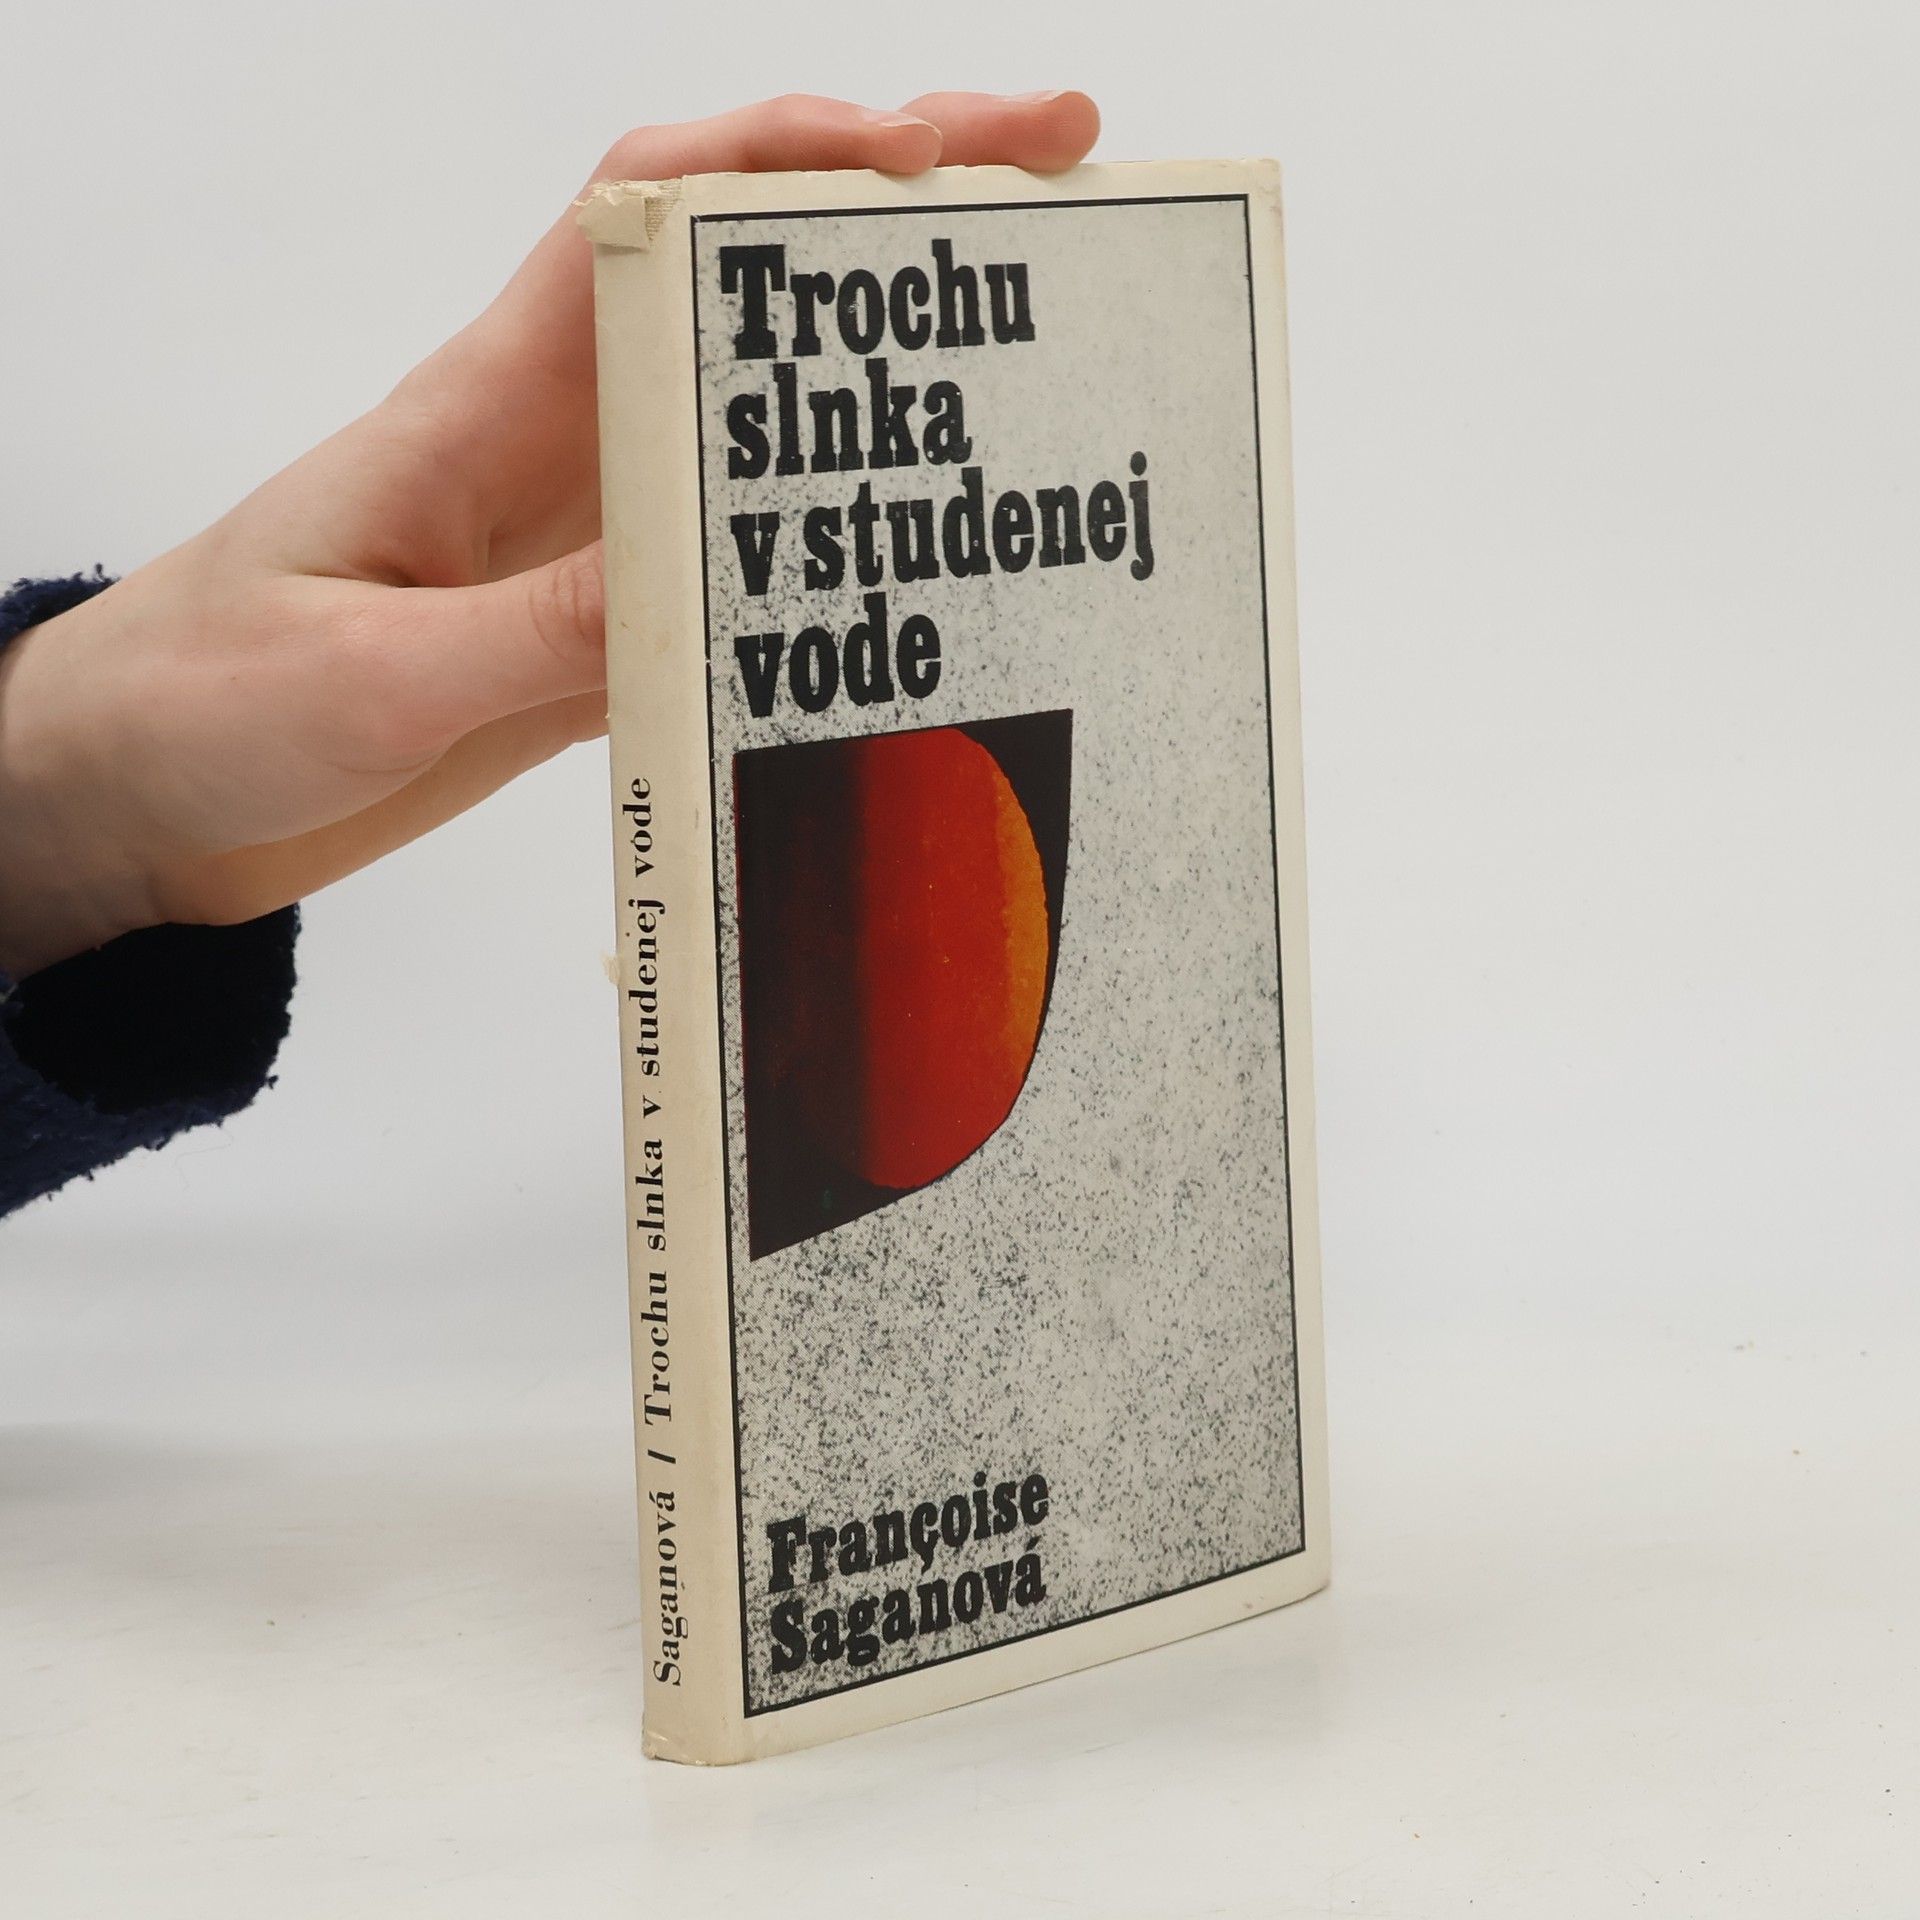 Trochu
slnka
v studenej
vode
Françoise
Saganová
Saganová / Trochu slnka v studenej vode